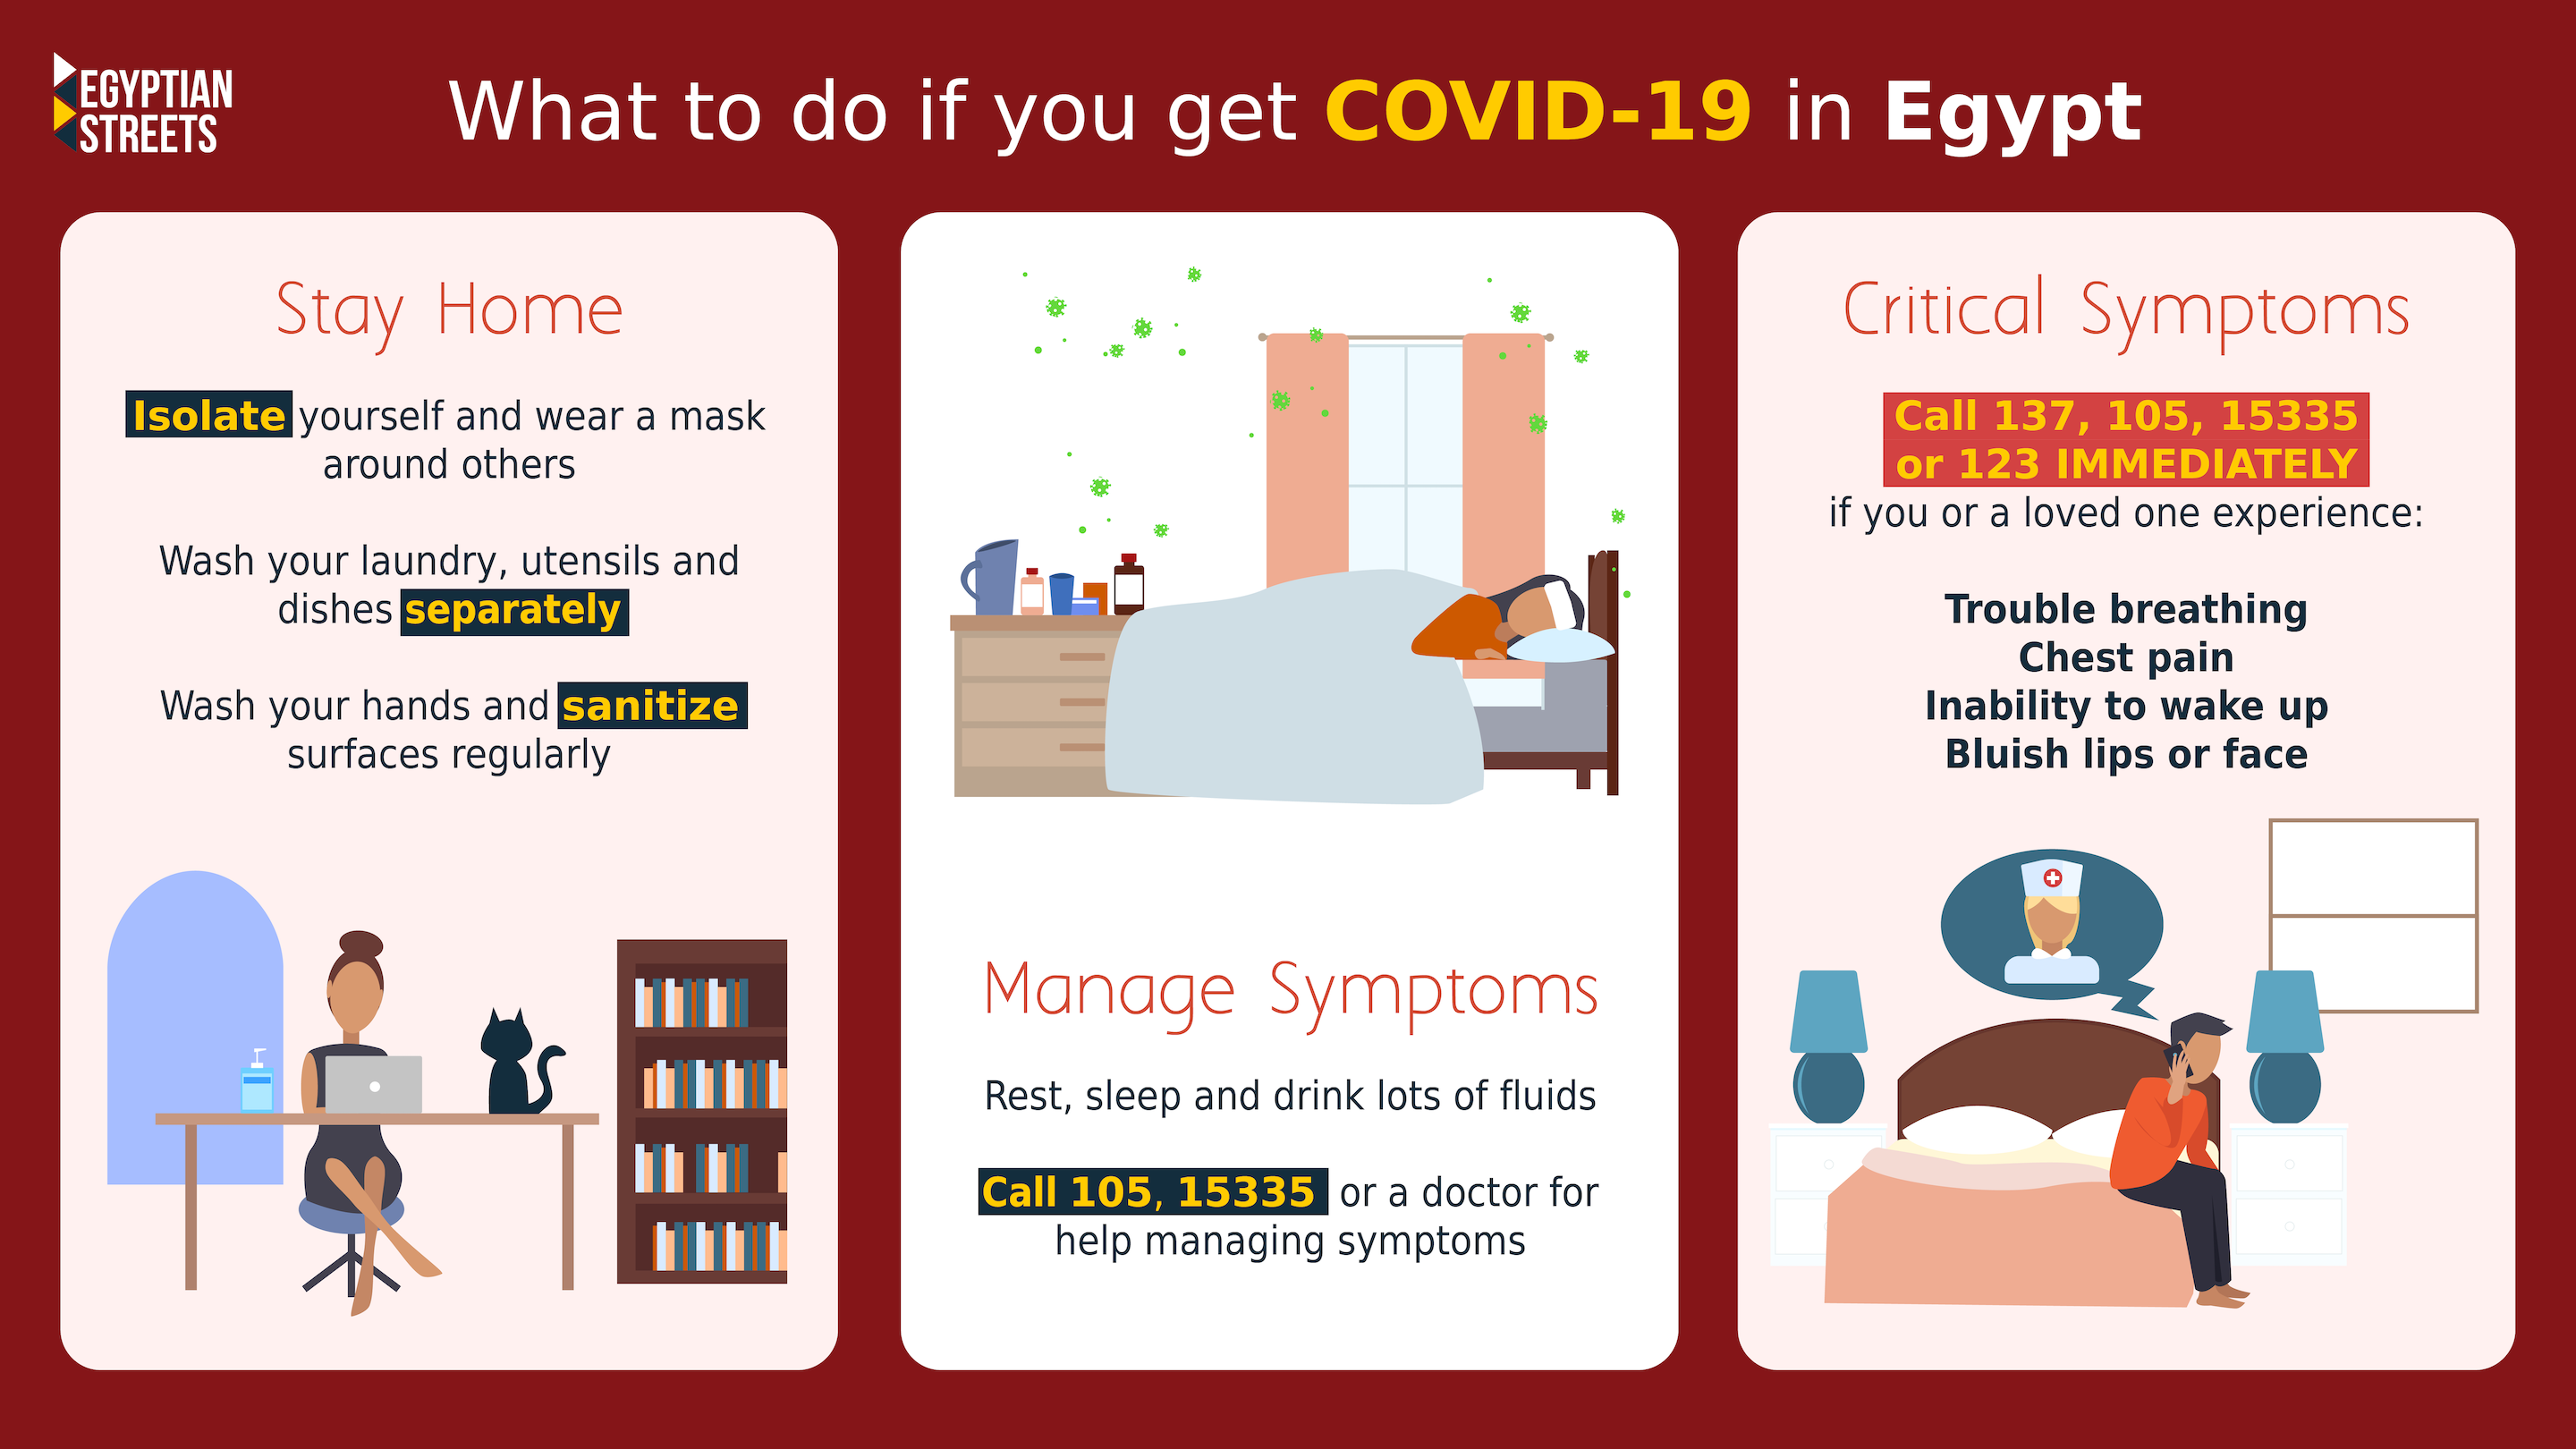 EGYPTIAN
STREETS
What to do if you get COVID-19 in Egypt
Stay Home
Isolate yourself and wear a mask
around others
Wash your laundry, utensils and
dishes separately
Wash your hands and sanitize
surfaces regularly
Manage Symptoms
Rest, sleep and drink lots of fluids
Call 105, 15335 or a doctor for
help managing symptoms
Critical Symptoms
Call 137, 105, 15335
or 123 IMMEDIATELY
if you or a loved one experience:
Trouble breathing
Chest pain
Inability to wake up
Bluish lips or face